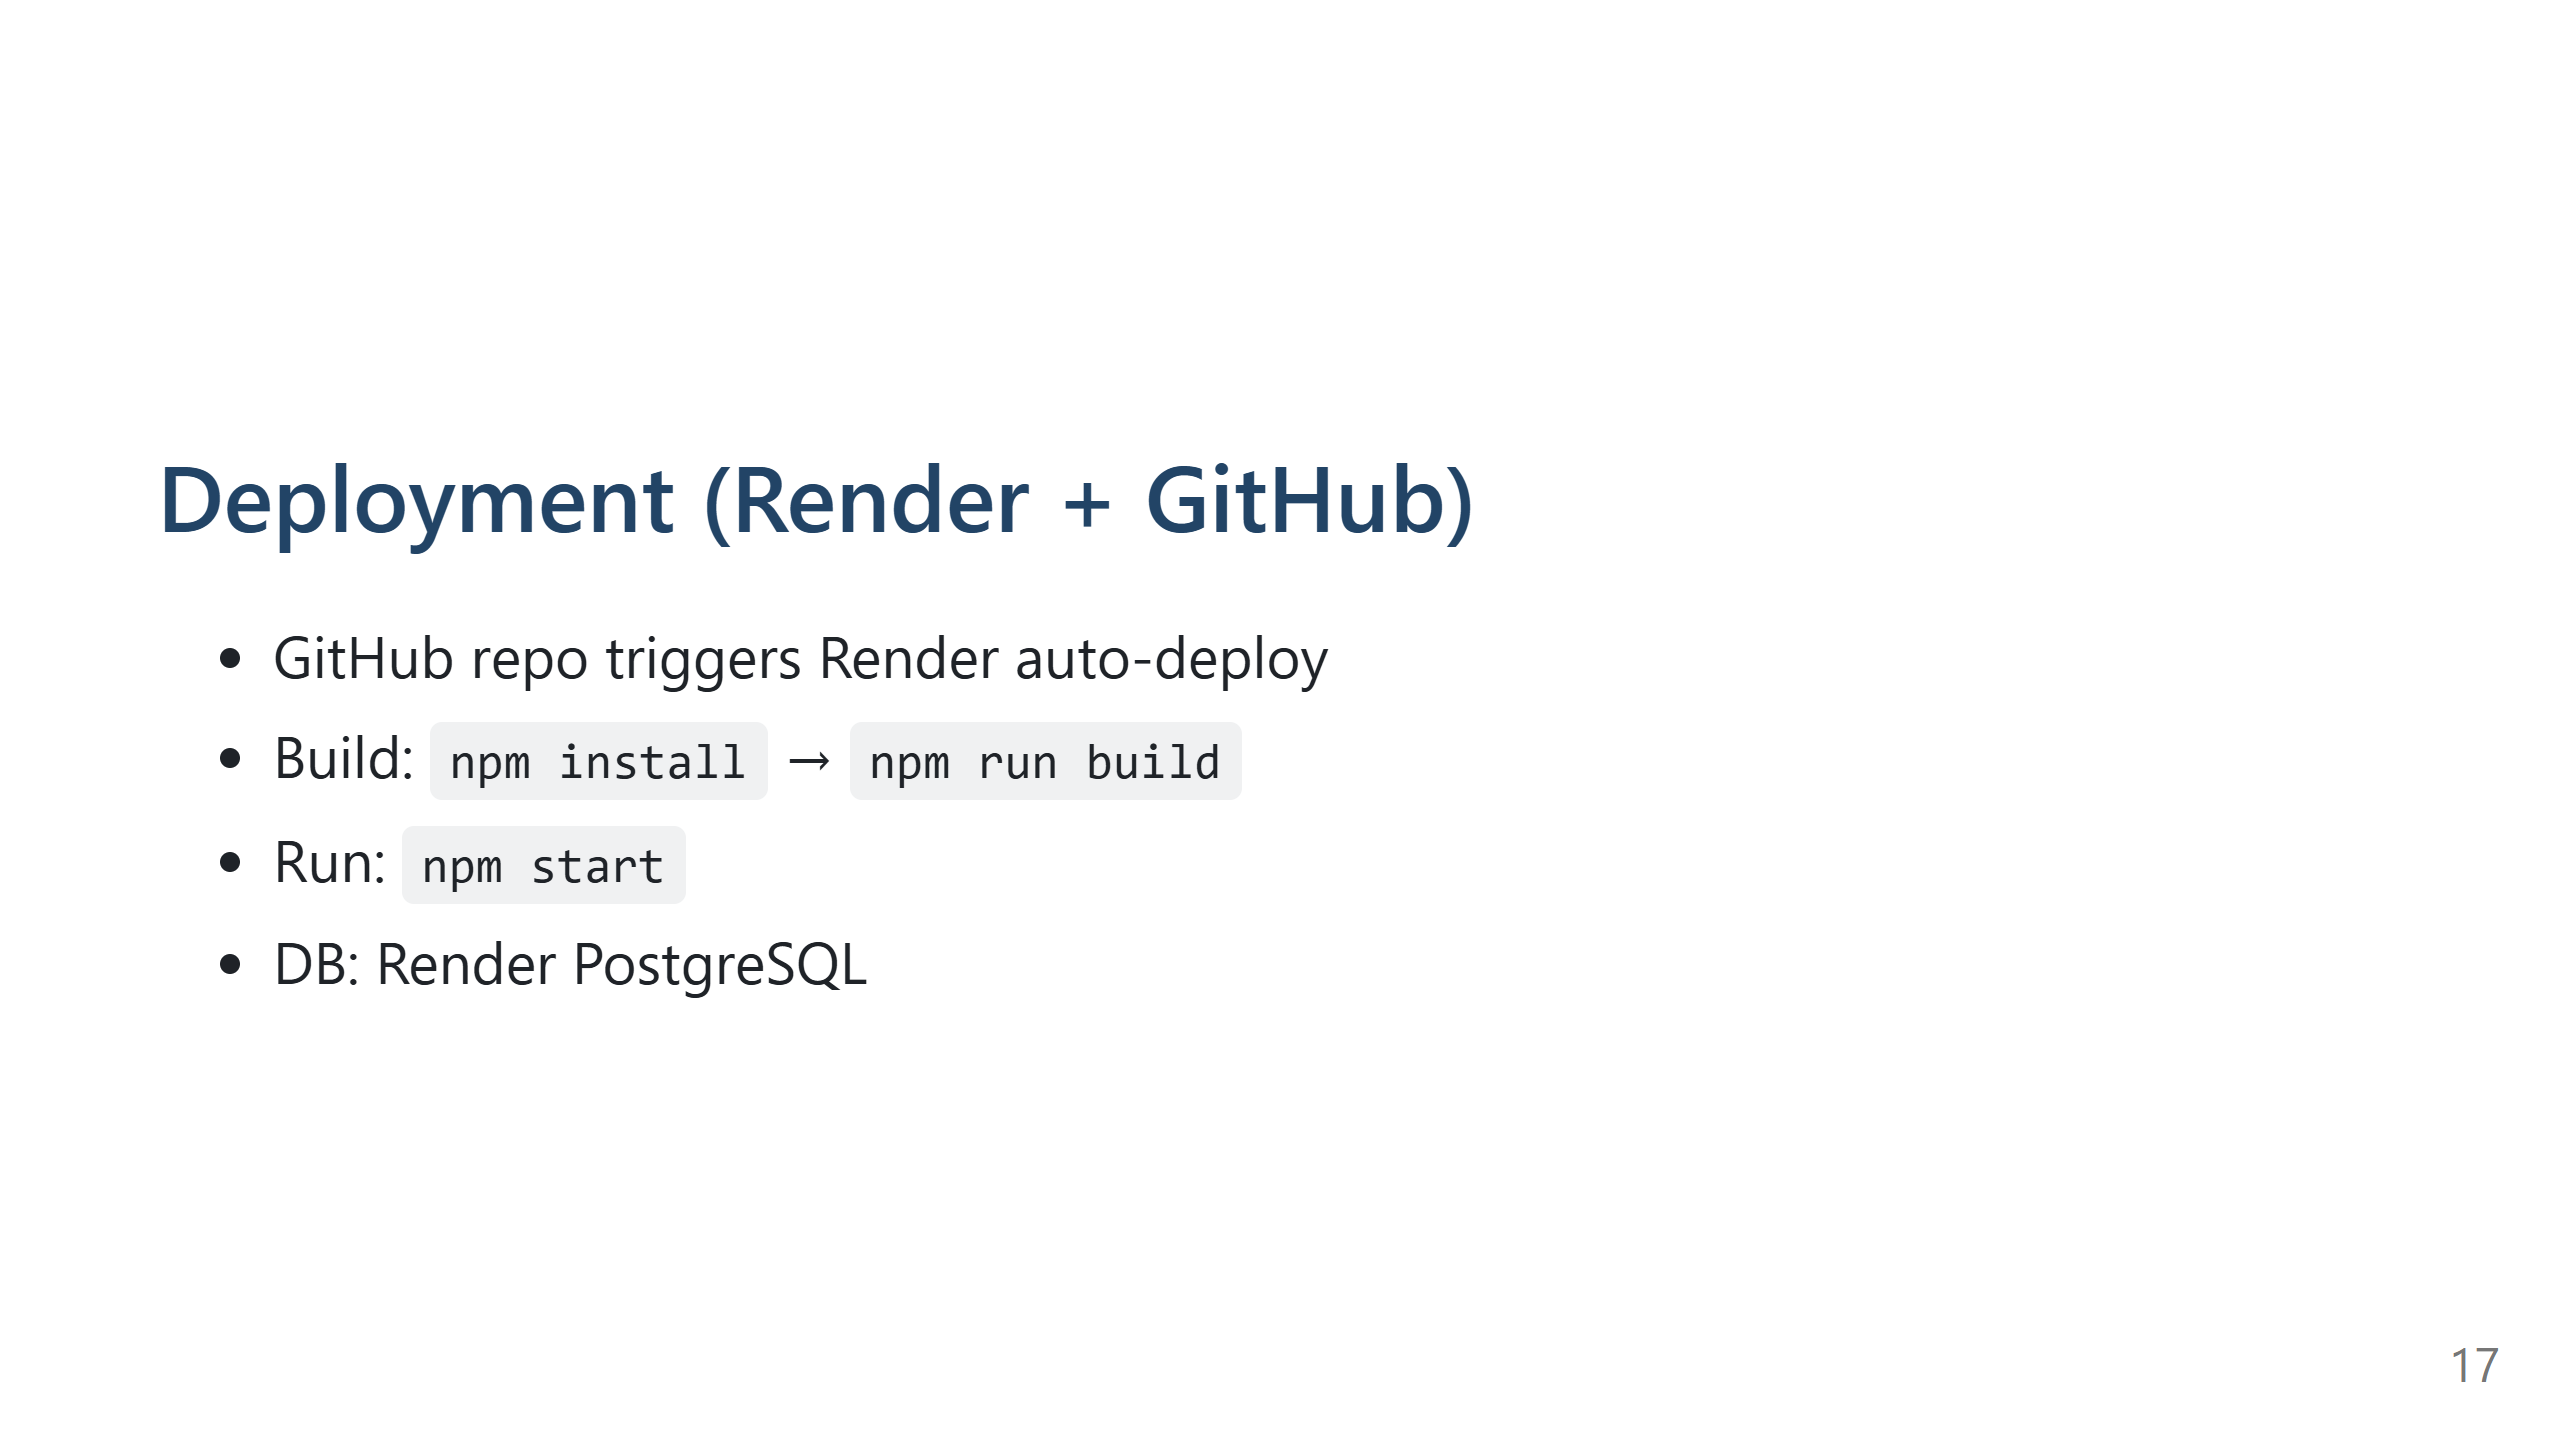 Deployment (Render + GitHub)
• GitHub repo triggers Render auto-deploy
• Build: npm install → npm run build
• Run: npm start
• DB: Render PostgreSQL
17